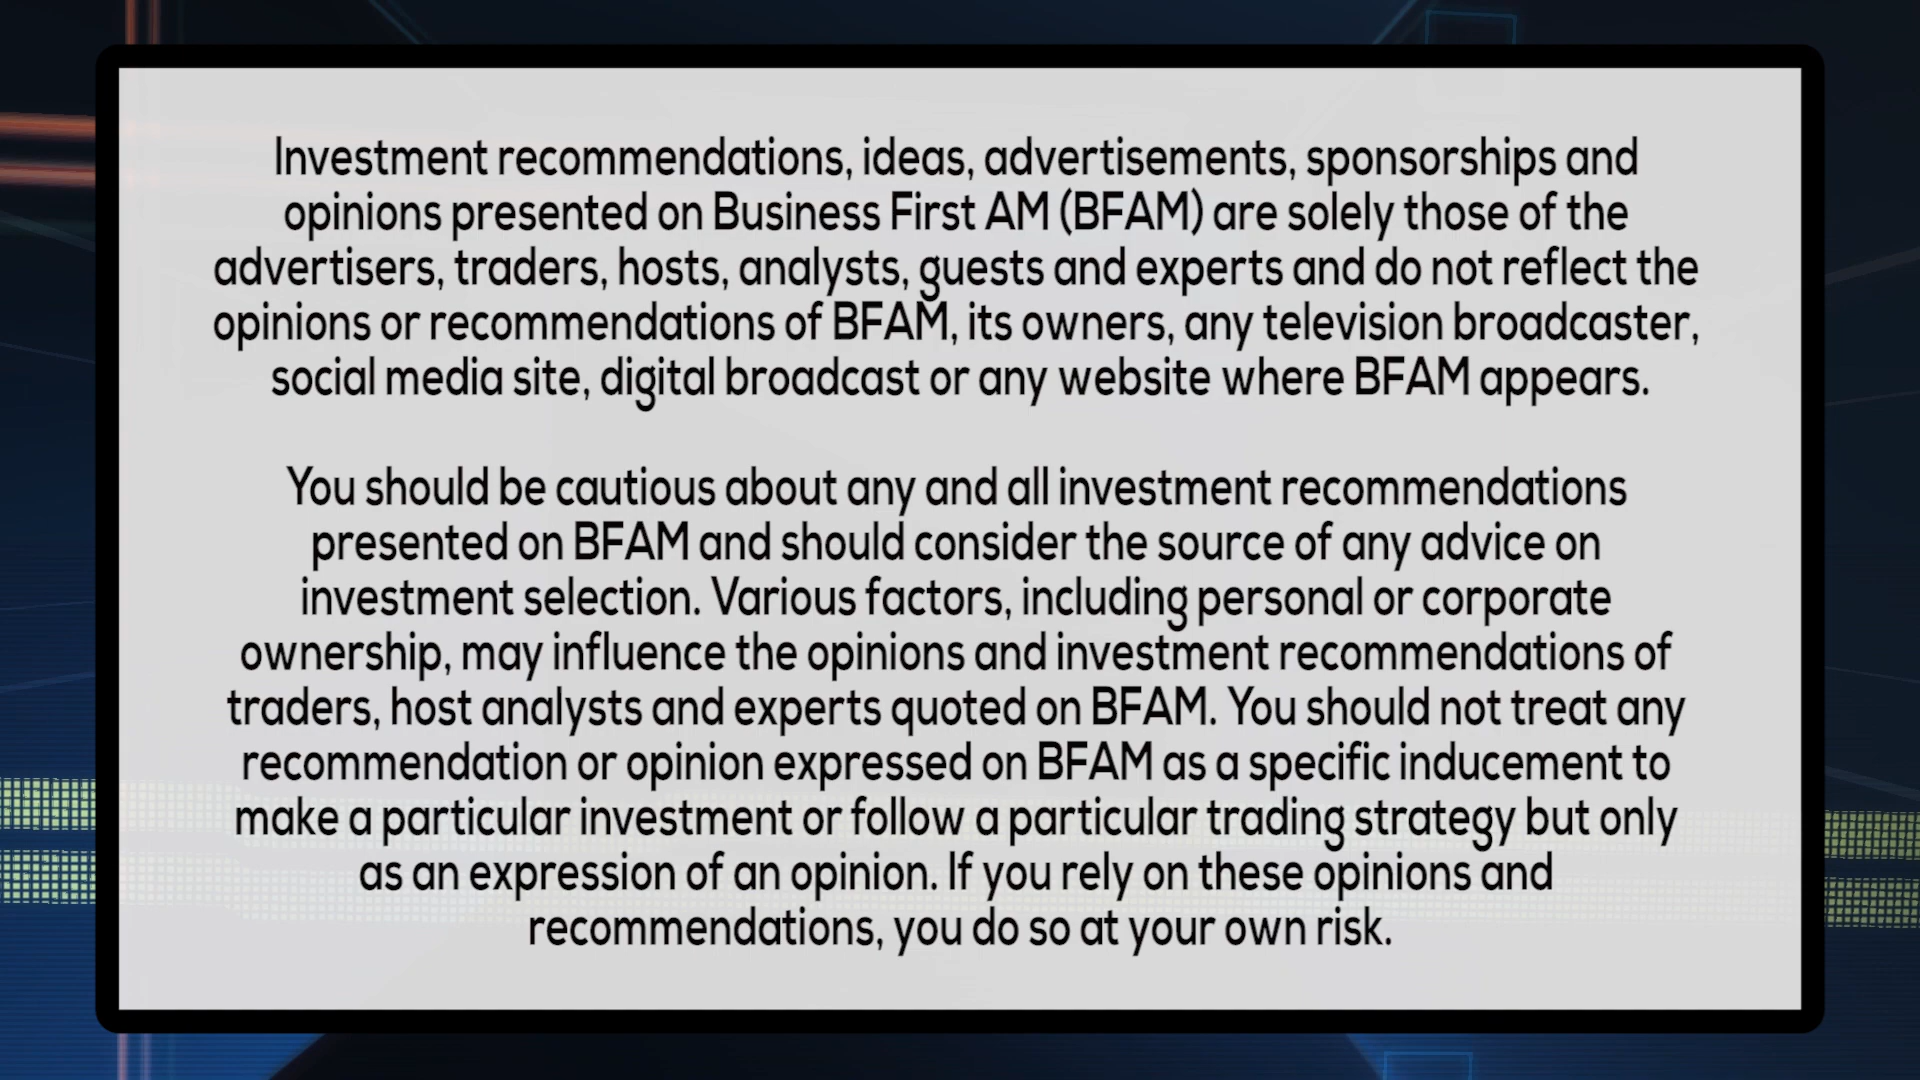 Investment recommendations, ideas, advertisements, sponsorships and
opinions presented on Business First AM (BFAM) are solely those of the
advertisers, traders, hosts, analysts, guests and experts and do not reflect the
opinions or recommendations of BFAM, its owners, any television broadcaster,
social media site, digital broadcast or any website where BFAM appears.
You should be cautious about any and all investment recommendations
presented on BFAM and should consider the source of any advice on
investment selection. Various factors, including personal or corporate
ownership, may influence the opinions and investment recommendations of
traders, host analysts and experts quoted on BFAM. You should not treat any
recommendation or opinion expressed on BFAM as a specific inducement to
make a particular investment or follow a particular trading strategy but only
as an expression of an opinion. If you rely on these opinions and
recommendations, you do so at your own risk.